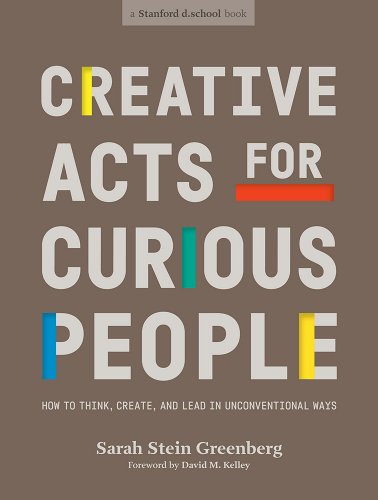 a Stanford d.school book
CREATIVE
ACTS FOR
CURIOUS
PEOPLE
HOW TO THINK, CREATE, AND LEAD IN UNCONVENTIONAL WAYS
Sarah Stein Greenberg
Foreword by David M. Kelley